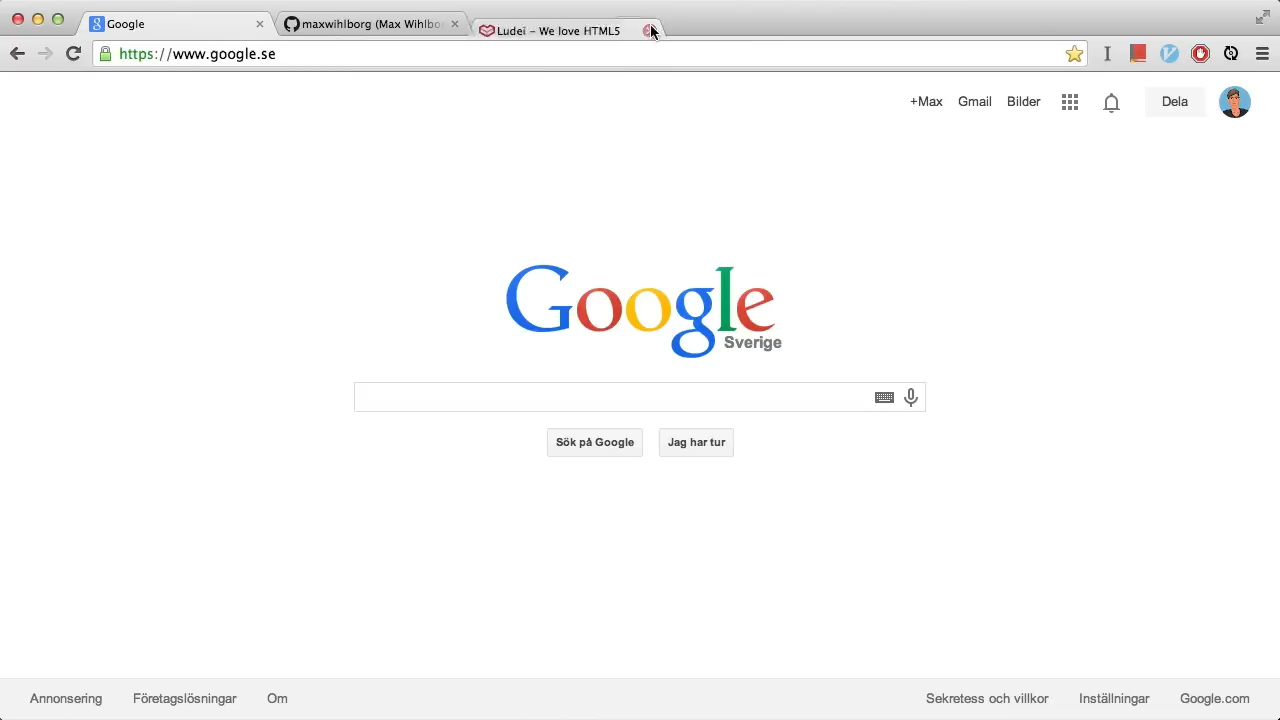 Google
maxwihlborg (Max Wihlbo
Ludei - We love HTML5
https://www.google.se
+Max Gmail Bilder Dela
Google
Sverige
Sök på Google Jag har tur
Annonsering Företagslösningar Om Sekretess och villkor Inställningar Google.com